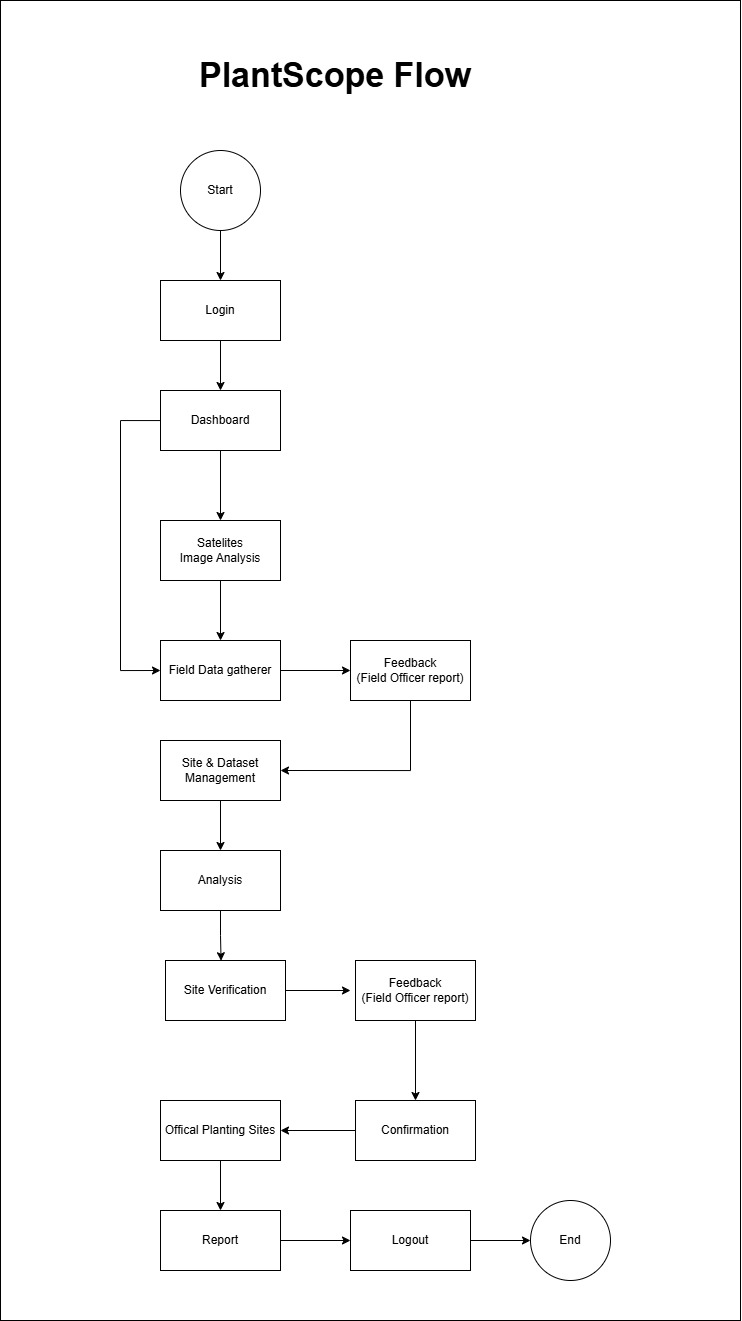 PlantScope Flow
Start
Login
Dashboard
Satelites
Image Analysis
Field Data gatherer
Feedback
(Field Officer report)
Site & Dataset
Management
Analysis
Site Verification
Feedback
(Field Officer report)
Offical Planting Sites
Confirmation
Report
Logout
End